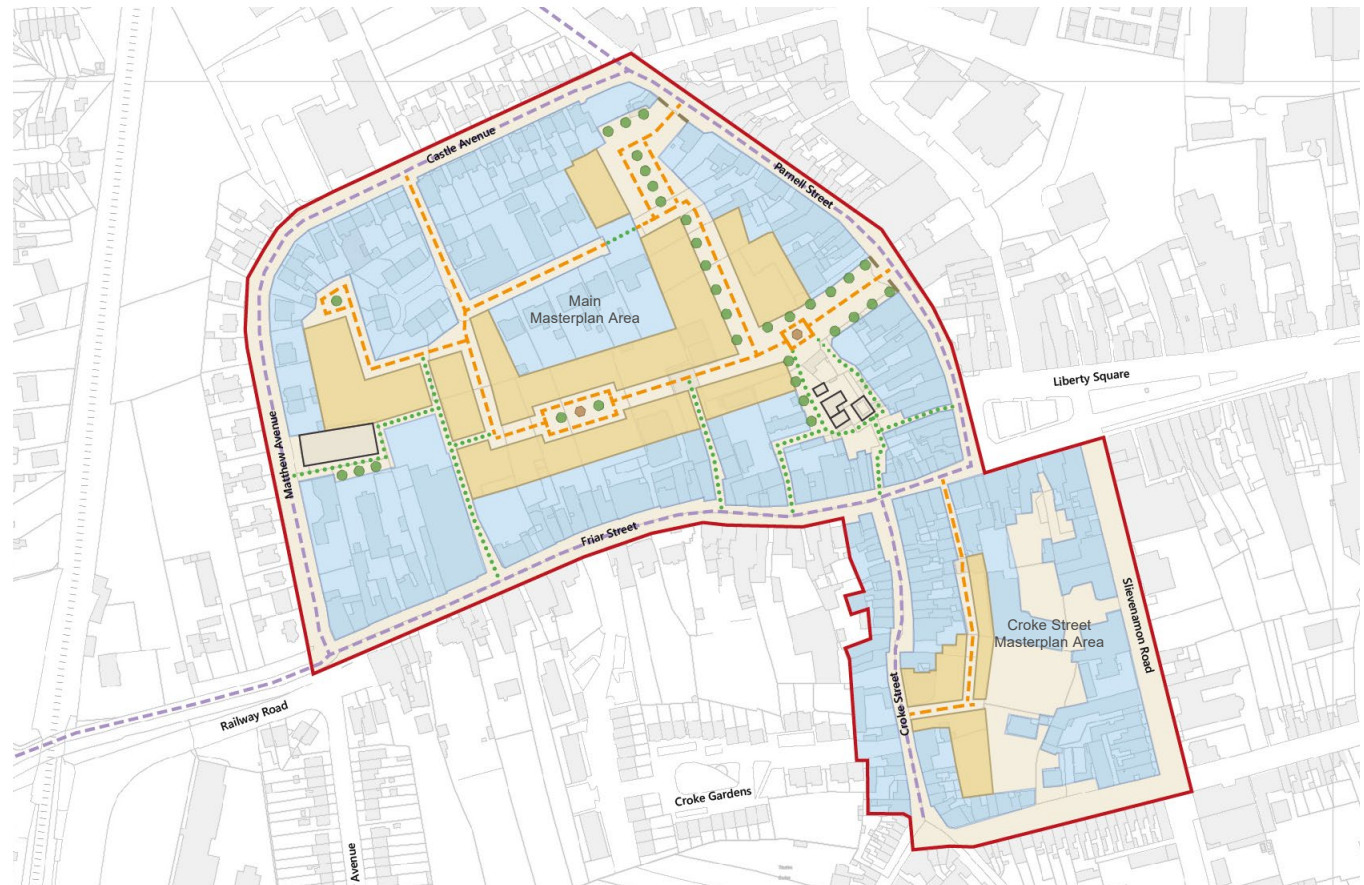 Castle Avenue
Parnell Street
Main
Masterplan Area
Liberty Square
Matthew Avenue
Friar Street
Slievenamon Road
Croke Street
Masterplan Area
Croke Street
Railway Road
Croke Gardens
Avenue